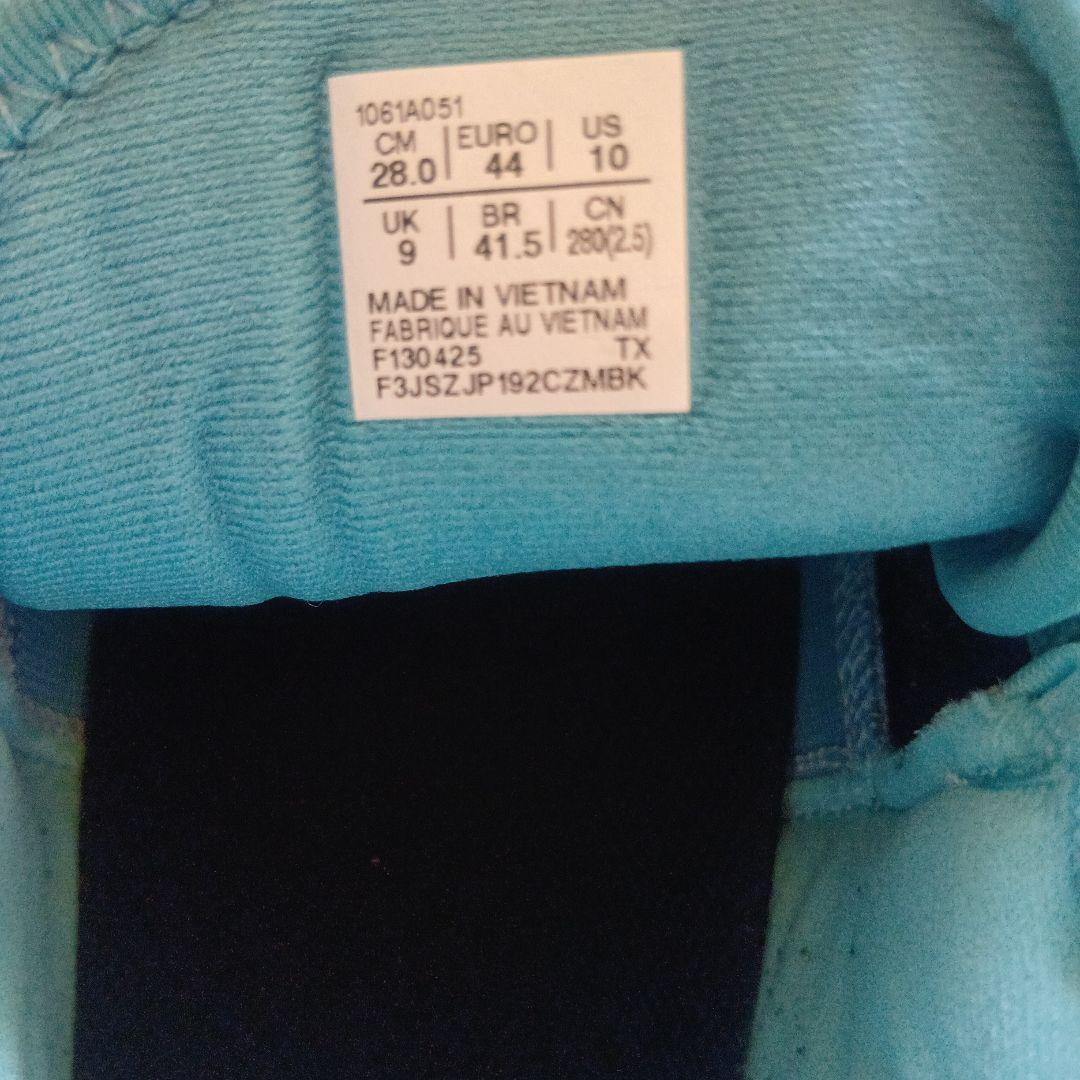 1061A051
CM | EURO | US
28.0 | 44 | 10
UK | BR | CN
9 | 41.5 | 280(2.5)
MADE IN VIETNAM
FABRIQUE AU VIETNAM
F130425 TX
F3JSZJP192CZMBK